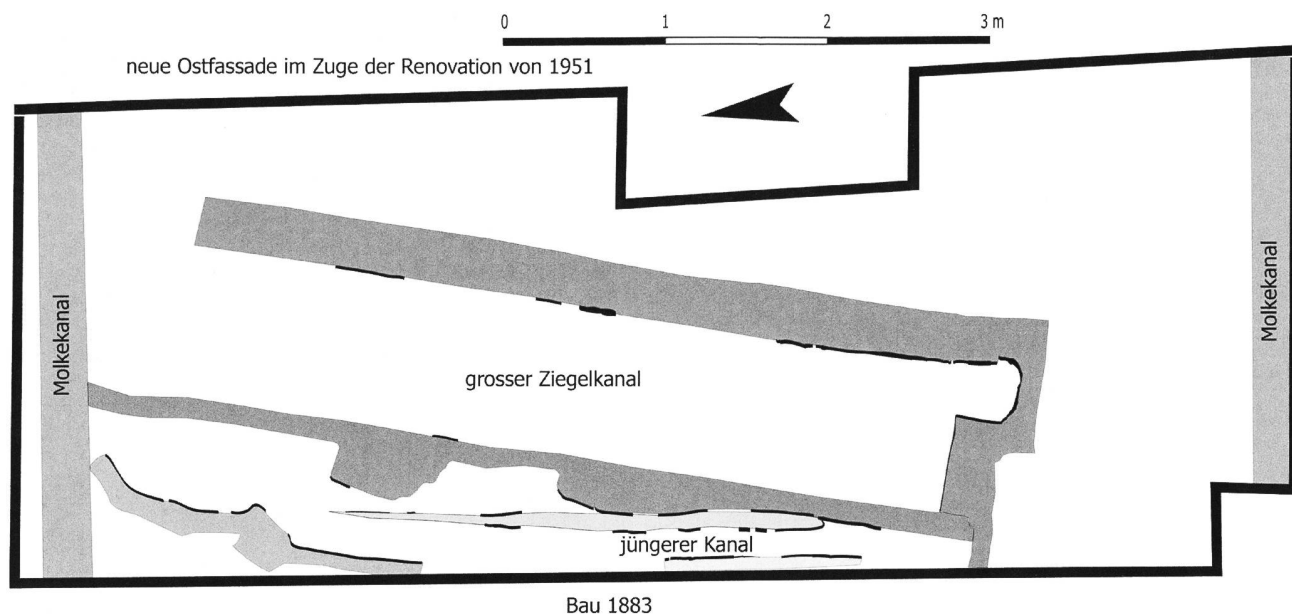 0 1 2 3 m
neue Ostfassade im Zuge der Renovation von 1951
Molkekanal
Molkekanal
grosser Ziegelkanal
jüngerer Kanal
Bau 1883